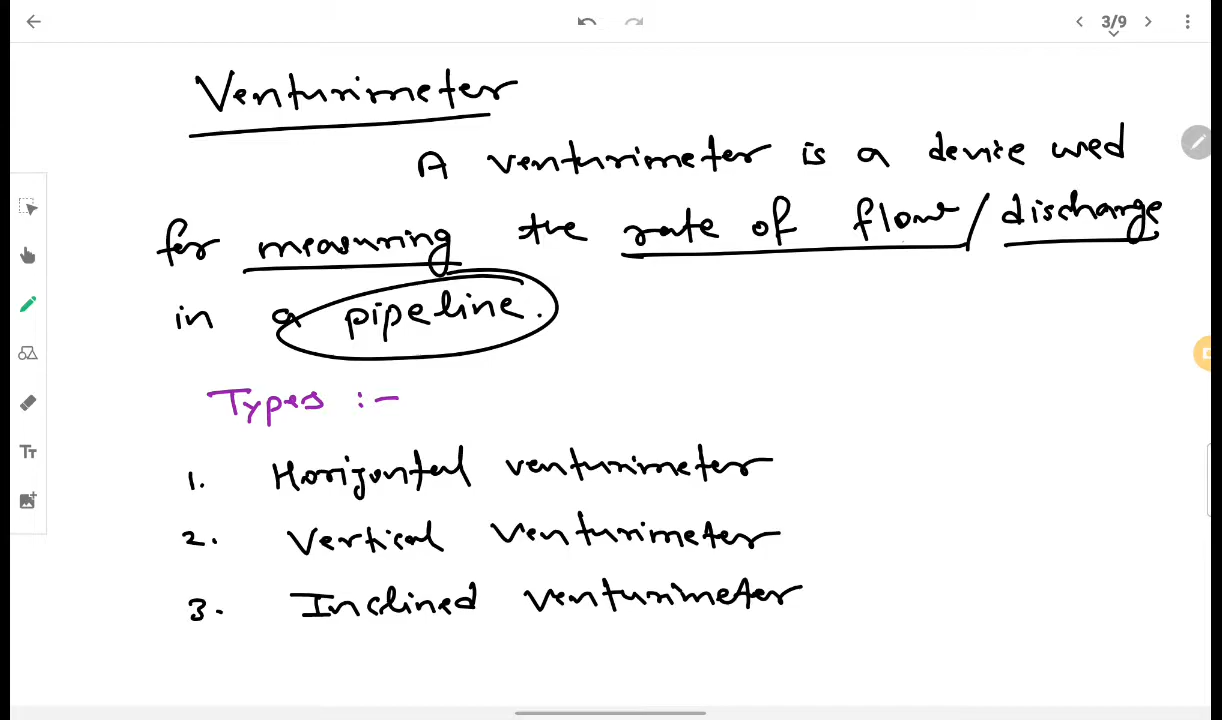 3/9
Venturimeter
A venturimeter is a device used
for measuring the rate of flow / discharge
in a pipeline.
Types :-
1. Horizontal venturimeter
2. Vertical venturimeter
3. Inclined venturimeter
TT